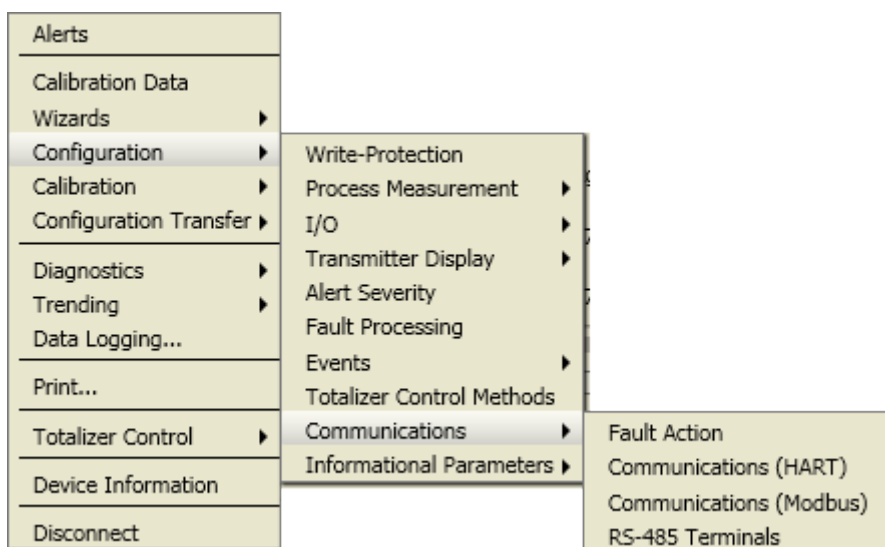 Alerts
Calibration Data
Wizards
Configuration
Calibration
Configuration Transfer
Diagnostics
Trending
Data Logging...
Print...
Totalizer Control
Device Information
Disconnect
Write-Protection
Process Measurement
I/O
Transmitter Display
Alert Severity
Fault Processing
Events
Totalizer Control Methods
Communications
Informational Parameters
Fault Action
Communications (HART)
Communications (Modbus)
RS-485 Terminals